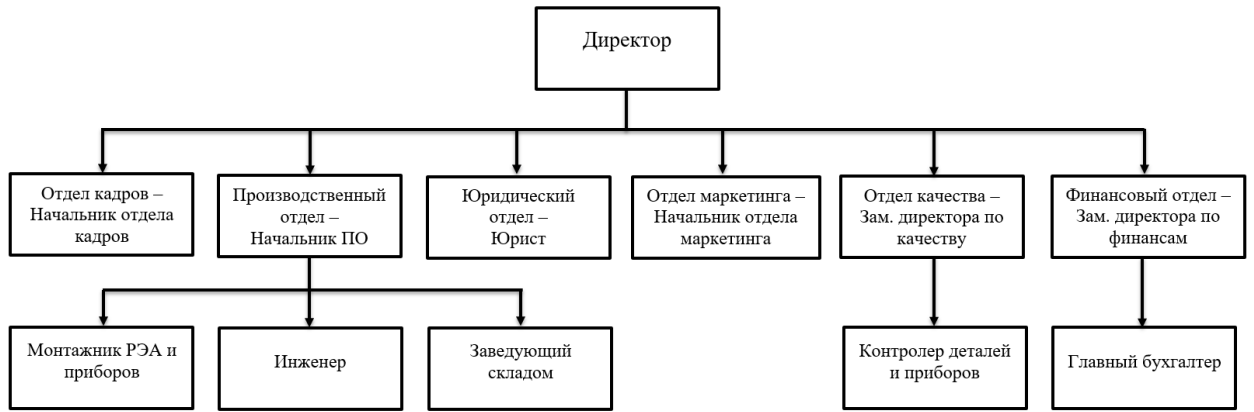 Директор
Отдел кадров –
Начальник отдела
кадров
Производственный
отдел –
Начальник ПО
Юридический
отдел –
Юрист
Отдел маркетинга –
Начальник отдела
маркетинга
Отдел качества –
Зам. директора по
качеству
Финансовый отдел –
Зам. директора по
финансам
Монтажник РЭА и
приборов
Инженер
Заведующий
складом
Контролер деталей
и приборов
Главный бухгалтер